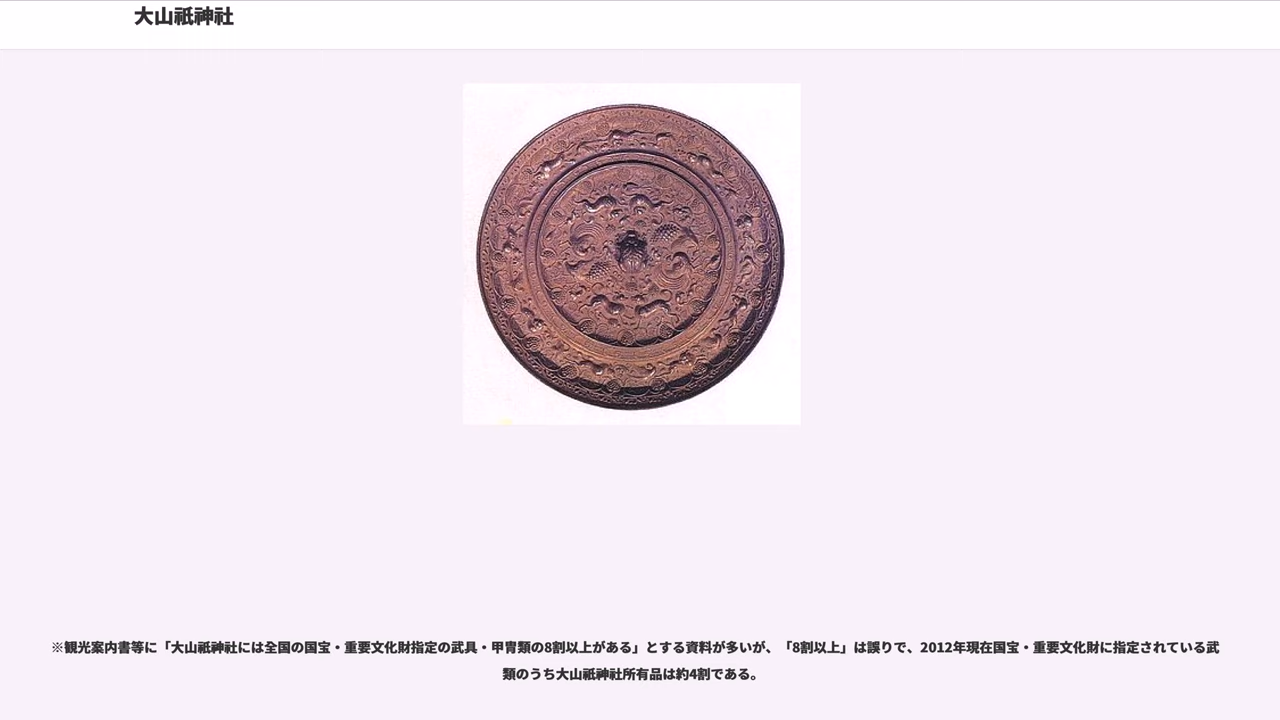 大山祇神社
※観光案内書等に「大山祇神社には全国の国宝・重要文化財指定の武具・甲冑類の8割以上がある」とする資料が多いが、「8割以上」は誤りで、2012年現在国宝・重要文化財に指定されている武
類のうち大山祇神社所有品は約4割である。